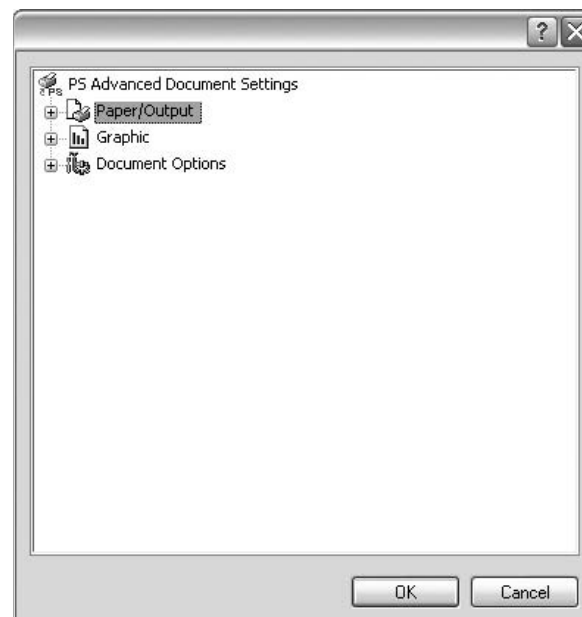 PS Advanced Document Settings
Paper/Output
Graphic
Document Options
OK
Cancel